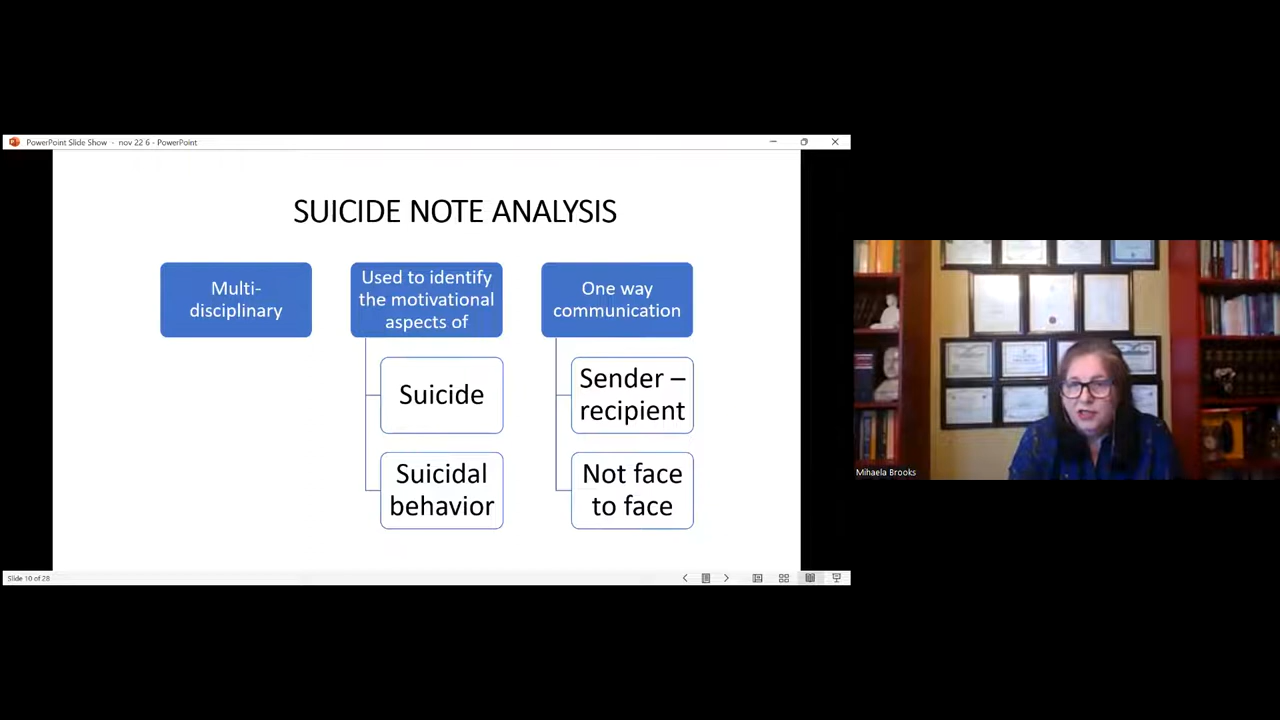 PowerPoint Slide Show - nov 22 6 - PowerPoint
SUICIDE NOTE ANALYSIS
Multi-
disciplinary
Used to identify
the motivational
aspects of
Suicide
Suicidal
behavior
One way
communication
Sender –
recipient
Not face
to face
Mihaela Brooks
Slide 10 of 28